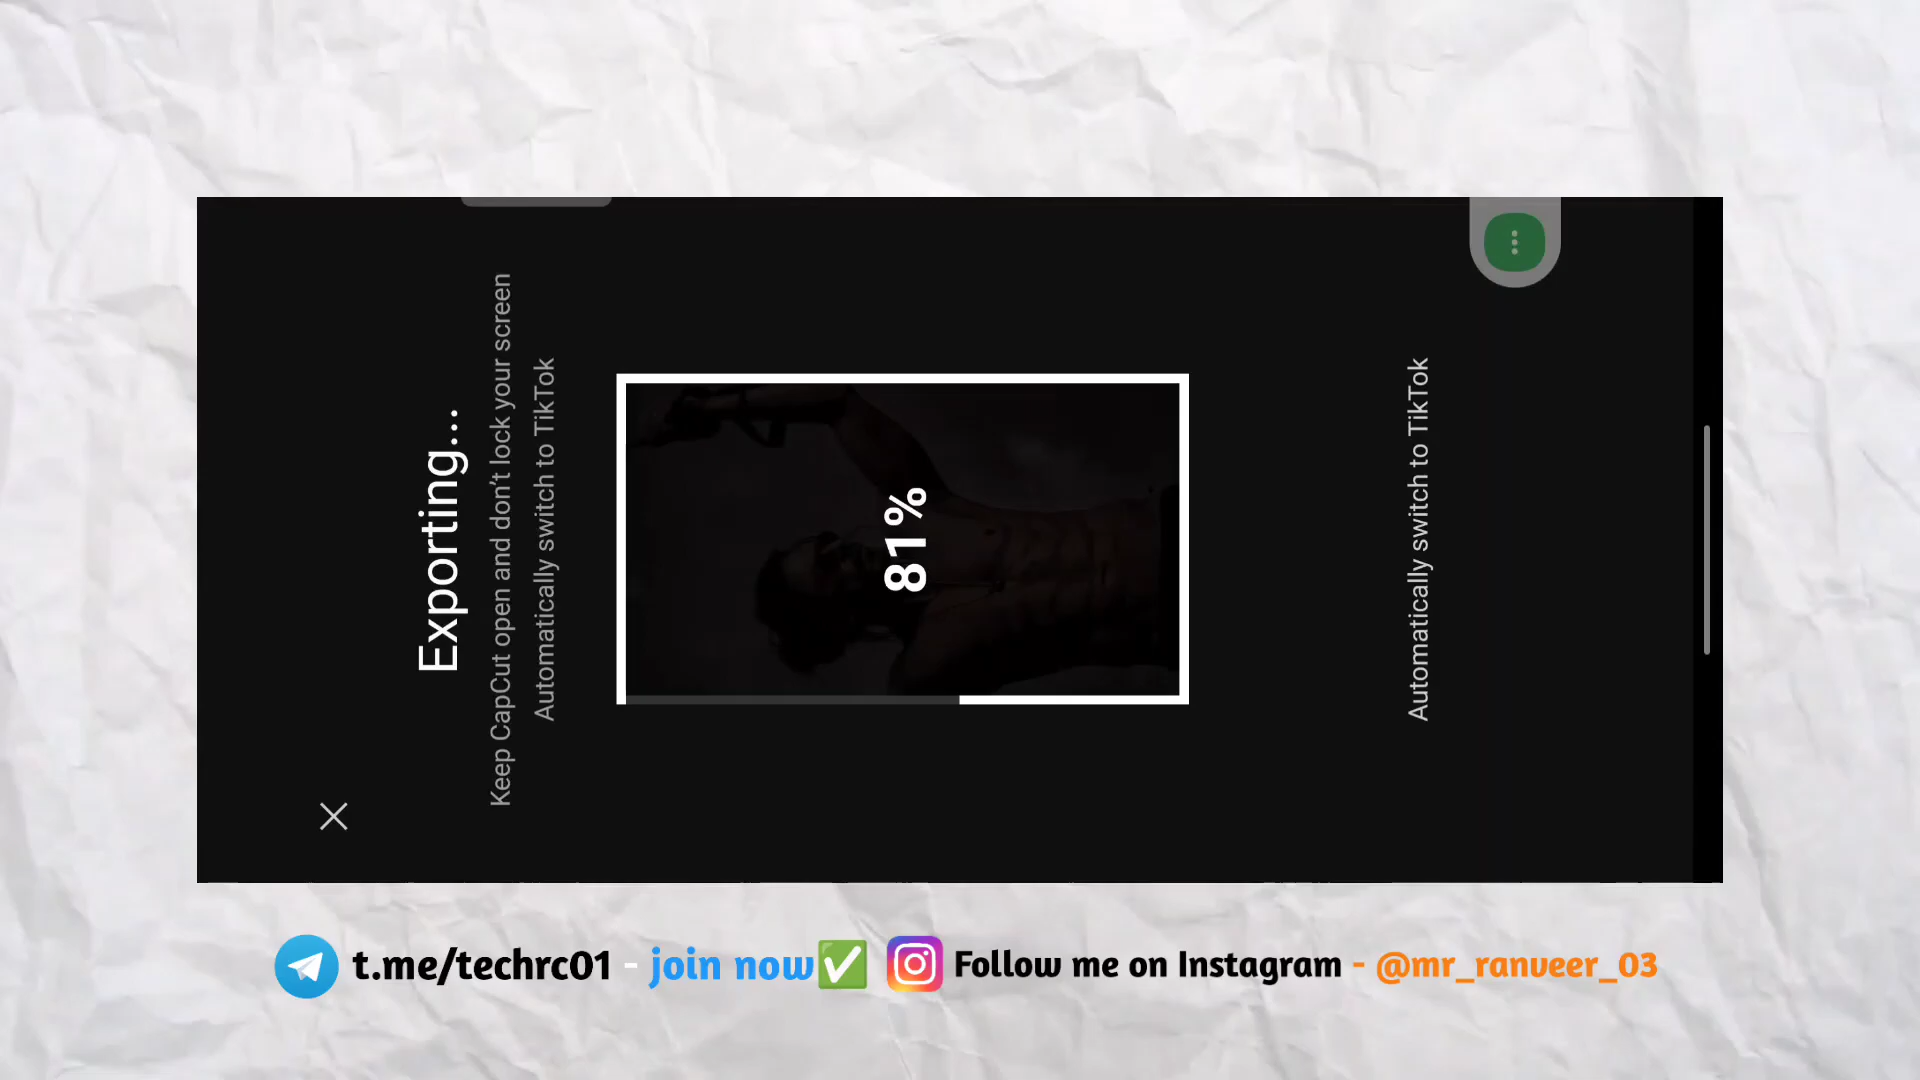 Exporting...
Keep CapCut open and don't lock your screen
Automatically switch to TikTok
81%
Automatically switch to TikTok
t.me/techrc01 - join now✅ Follow me on Instagram - @mr_ranveer_03